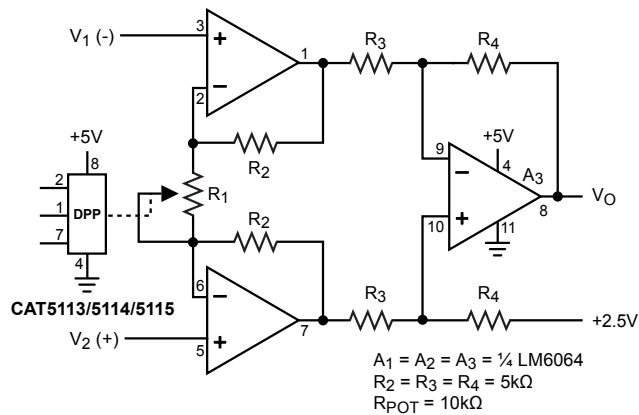 V1 (-)
3
+
1
−
2
R3
R4
R2
+5V
8
2
1
7
DPP
4
R1
CAT5113/5114/5115
R2
6
−
7
+
5
V2 (+)
+5V
9
−
4
A3
8
VO
+
10
11
R3
R4
+2.5V
A1 = A2 = A3 = ¼ LM6064
R2 = R3 = R4 = 5kΩ
RPOT = 10kΩ